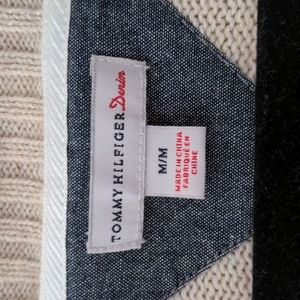 TOMMY HILFIGER Denim
M/M
MADE IN CHINA
FABRIQUÉ EN
CHINE